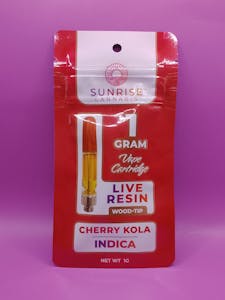 SUNRISE
CANNABIS
1
GRAM
Vape
Cartridge
LIVE
RESIN
WOOD-TIP
CHERRY KOLA
INDICA
NET WT 1G